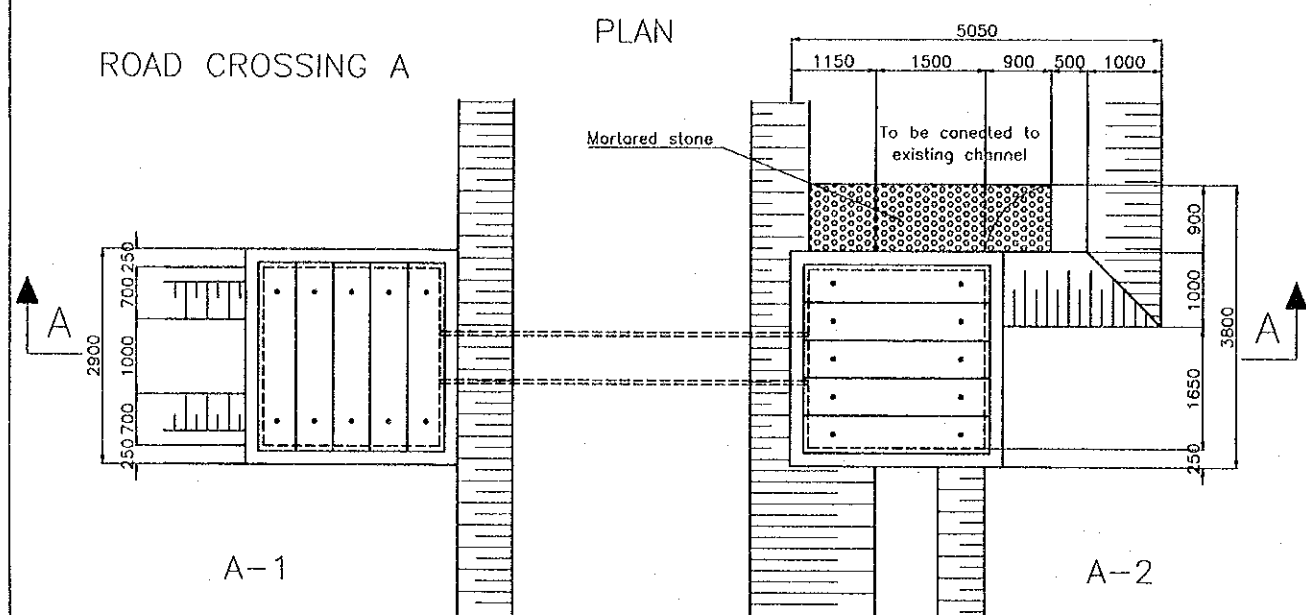 PLAN
ROAD CROSSING A
5050
1150
1500
900
500
1000
Mortared stone
To be conected to
existing channel
900
1000
3800
1650
250
A
A
2900
250
700
1000
700
250
A-1
A-2